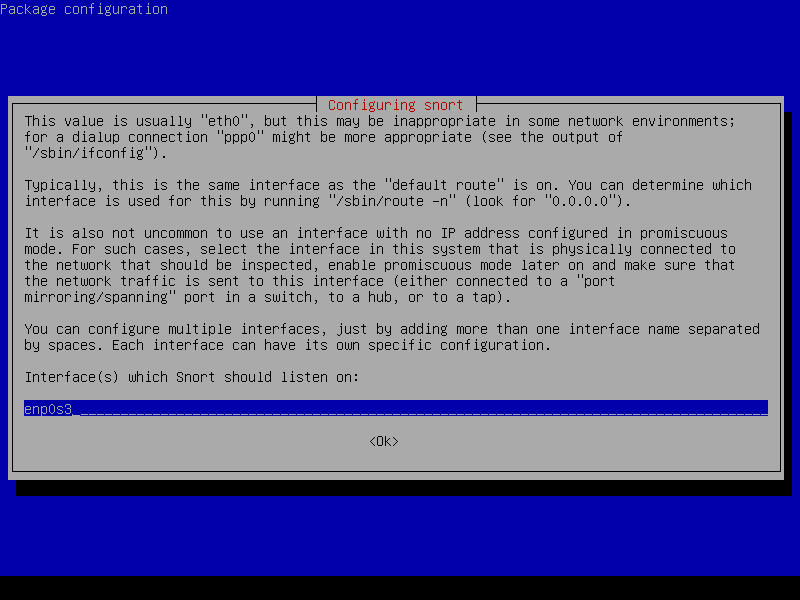 Package configuration
Configuring snort
This value is usually "eth0", but this may be inappropriate in some network environments;
for a dialup connection "ppp0" might be more appropriate (see the output of
"/sbin/ifconfig").
Typically, this is the same interface as the "default route" is on. You can determine which
interface is used for this by running "/sbin/route -n" (look for "0.0.0.0").
It is also not uncommon to use an interface with no IP address configured in promiscuous
mode. For such cases, select the interface in this system that is physically connected to
the network that should be inspected, enable promiscuous mode later on and make sure that
the network traffic is sent to this interface (either connected to a "port
mirroring/spanning" port in a switch, to a hub, or to a tap).
You can configure multiple interfaces, just by adding more than one interface name separated
by spaces. Each interface can have its own specific configuration.
Interface(s) which Snort should listen on:
enp0s3
<Ok>